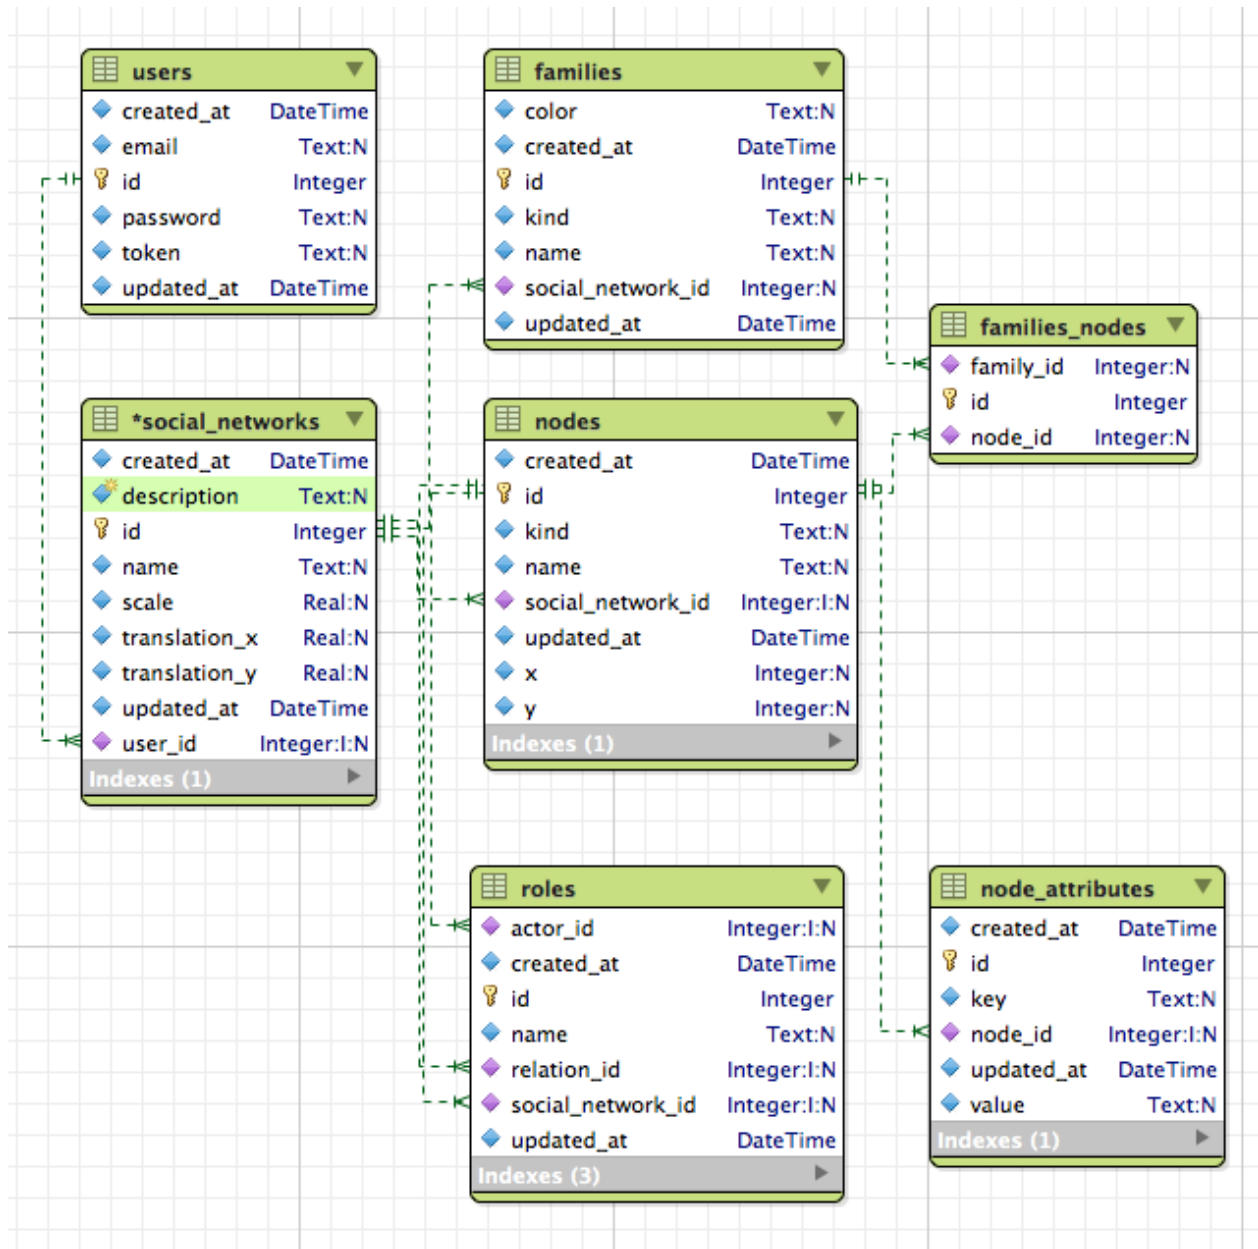 users
created_at DateTime
email Text:N
id Integer
password Text:N
token Text:N
updated_at DateTime
families
color Text:N
created_at DateTime
id Integer
kind Text:N
name Text:N
social_network_id Integer:N
updated_at DateTime
families_nodes
family_id Integer:N
id Integer
node_id Integer:N
*social_networks
created_at DateTime
description Text:N
id Integer
name Text:N
scale Real:N
translation_x Real:N
translation_y Real:N
updated_at DateTime
user_id Integer:I:N
Indexes (1)
nodes
created_at DateTime
id Integer
kind Text:N
name Text:N
social_network_id Integer:I:N
updated_at DateTime
x Integer:N
y Integer:N
Indexes (1)
roles
actor_id Integer:I:N
created_at DateTime
id Integer
name Text:N
relation_id Integer:I:N
social_network_id Integer:I:N
updated_at DateTime
Indexes (3)
node_attributes
created_at DateTime
id Integer
key Text:N
node_id Integer:I:N
updated_at DateTime
value Text:N
Indexes (1)